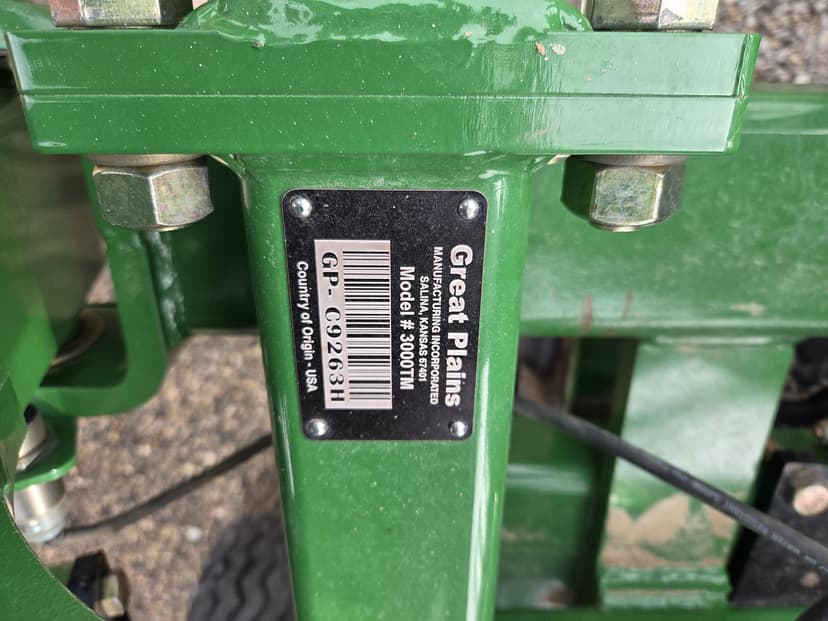 Great Plains
MANUFACTURING INCORPORATED
SALINA, KANSAS 67401
Model # 3000TM
GP- C9263H
Country of Origin - USA